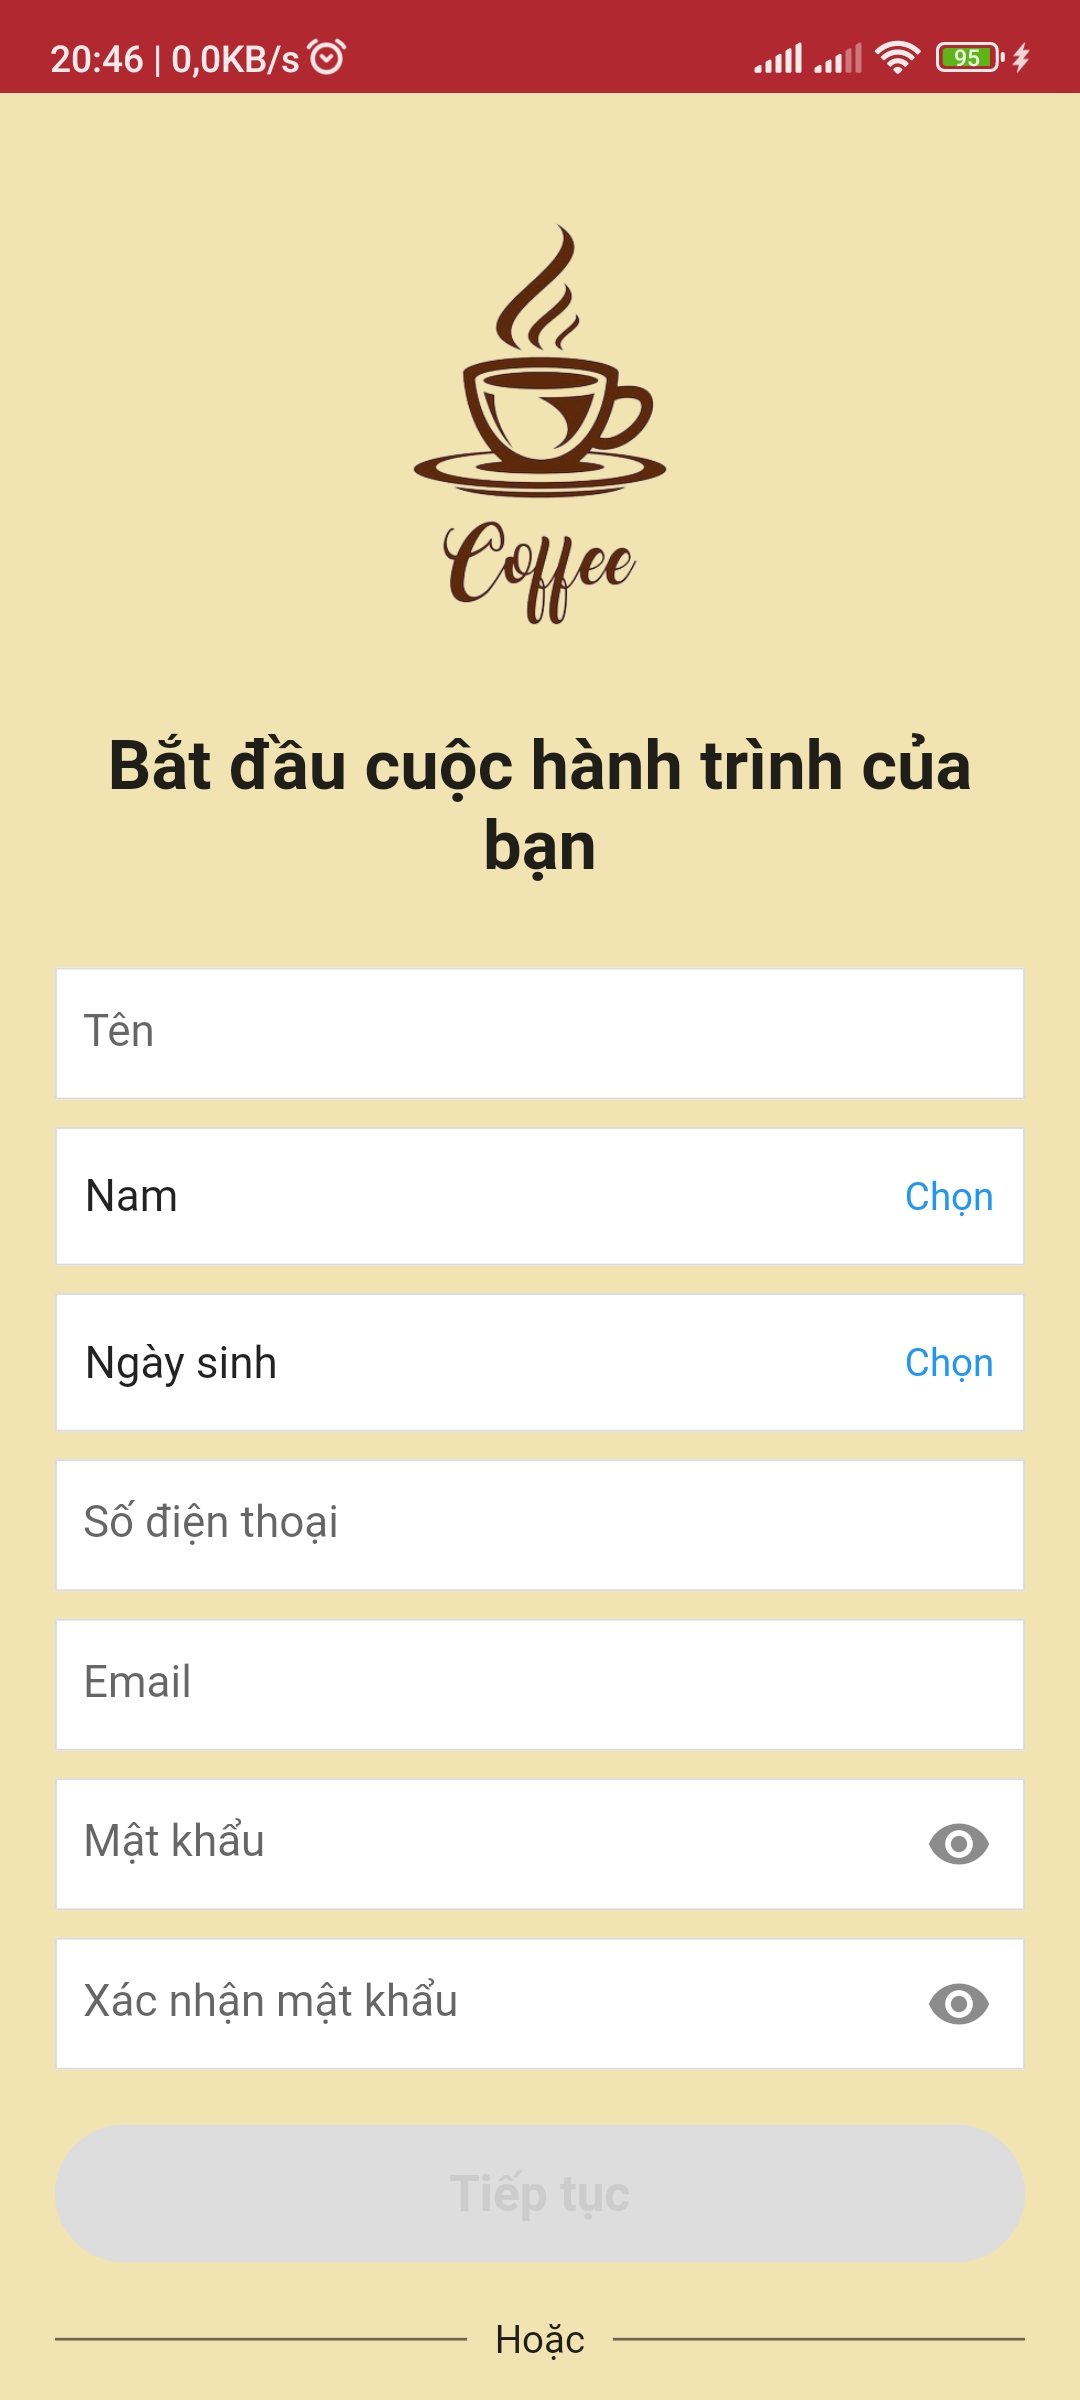 20:46 | 0,0KB/s
95
Coffee
Bắt đầu cuộc hành trình của
bạn
Tên
Nam Chọn
Ngày sinh Chọn
Số điện thoại
Email
Mật khẩu
Xác nhận mật khẩu
Tiếp tục
Hoặc